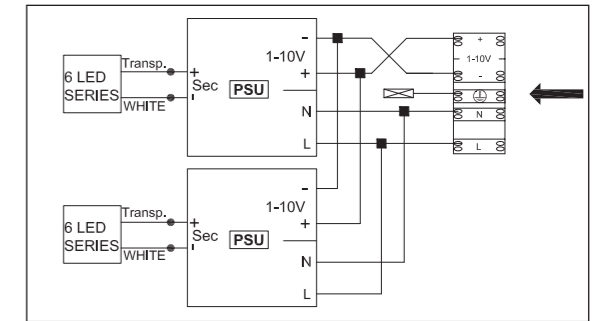 6 LED
SERIES
Transp.
WHITE
+
-
Sec
PSU
-
1-10V
+
N
L
+
1-10V
-
N
L
6 LED
SERIES
Transp.
WHITE
+
-
Sec
PSU
-
1-10V
+
N
L